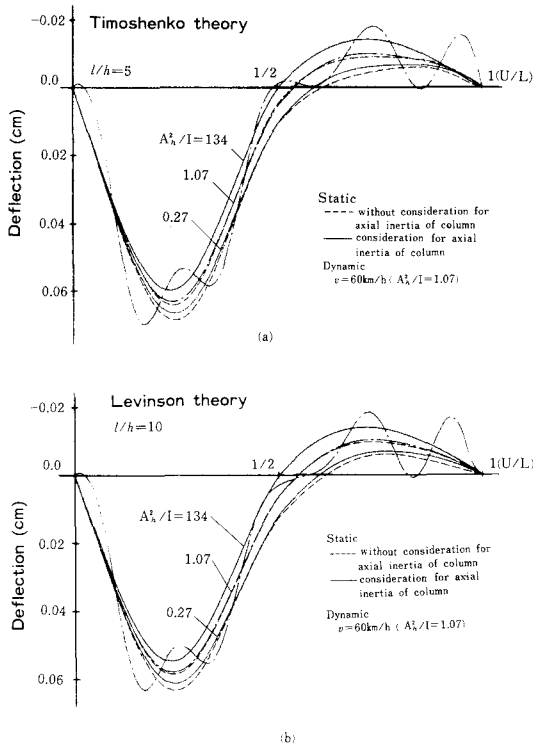 Timoshenko theory
l/h=5
-0.02
0.0
0.02
0.04
0.06
Deflection (cm)
1/2
1(U/L)
A²ₕ/I=134
1.07
0.27
Static
without consideration for
axial inertia of column
consideration for axial
inertia of column
Dynamic
v=60km/h ( A²ₕ/I=1.07)
(a)
Levinson theory
l/h=10
-0.02
0.0
0.02
0.04
0.06
Deflection (cm)
1/2
1(U/L)
A²ₕ/I=134
1.07
0.27
Static
without consideration for
axial inertia of column
consideration for axial
inertia of column
Dynamic
v=60km/h ( A²ₕ/I=1.07)
(b)